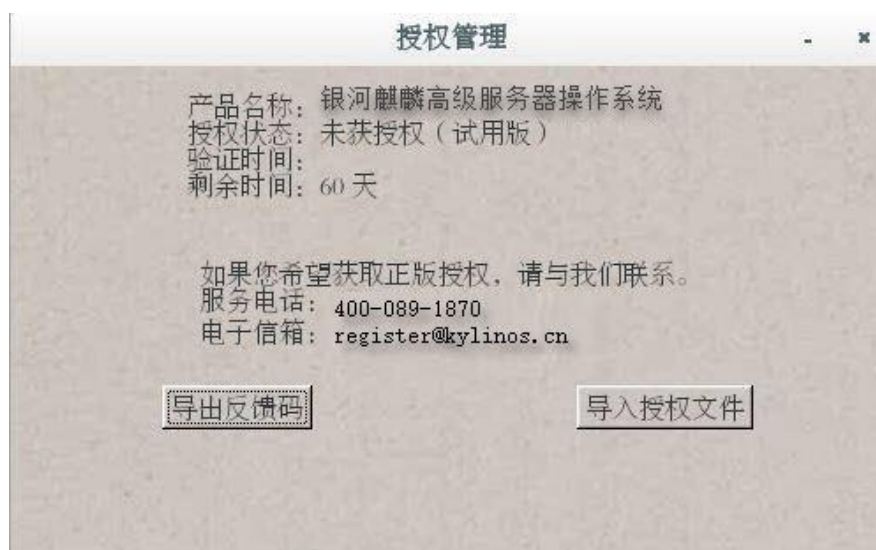 授权管理
产品名称：银河麒麟高级服务器操作系统
授权状态：未获授权（试用版）
验证时间：
剩余时间：60 天
如果您希望获取正版授权，请与我们联系。
服务电话：400-089-1870
电子信箱：register@kylinos.cn
导出反馈码 导入授权文件